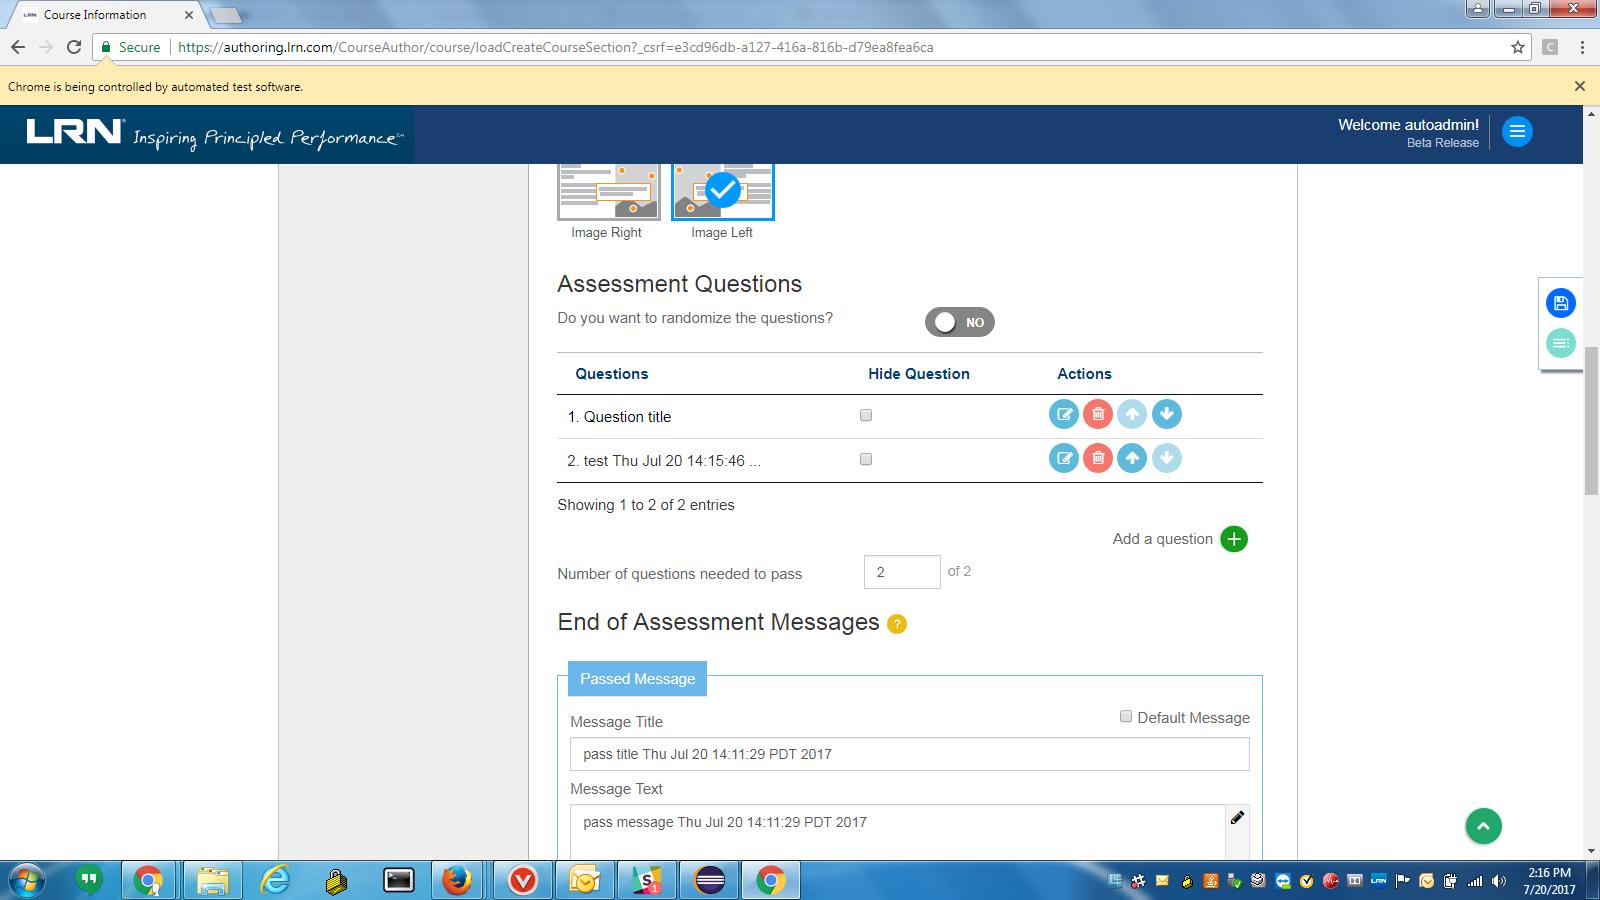 Course Information
Secure https://authoring.lrn.com/CourseAuthor/course/loadCreateCourseSection?_csrf=e3cd96db-a127-416a-816b-d79ea8fea6ca
Chrome is being controlled by automated test software.
LRN Inspiring Principled Performance
Welcome autoadmin!
Beta Release
Image Right Image Left
Assessment Questions
Do you want to randomize the questions? NO
Questions Hide Question Actions
1. Question title
2. test Thu Jul 20 14:15:46 ...
Showing 1 to 2 of 2 entries
Add a question
Number of questions needed to pass 2 of 2
End of Assessment Messages ?
Passed Message
Message Title Default Message
pass title Thu Jul 20 14:11:29 PDT 2017
Message Text
pass message Thu Jul 20 14:11:29 PDT 2017
2:16 PM
7/20/2017